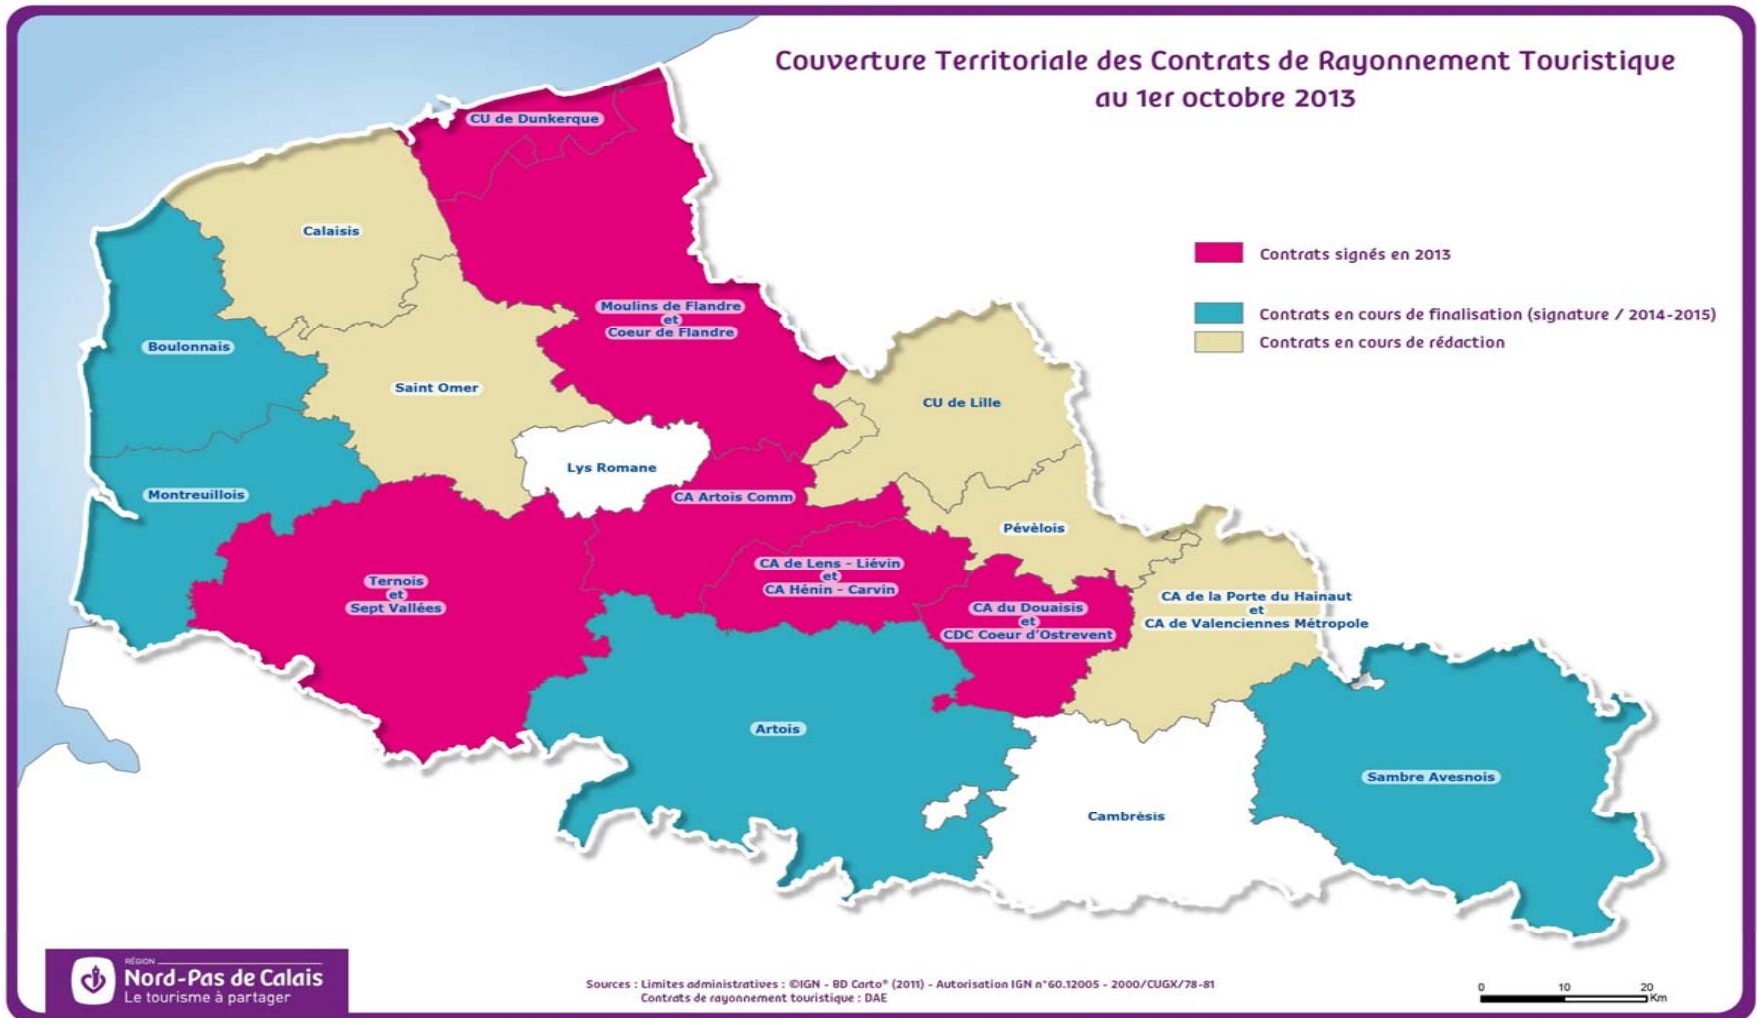 Couverture Territoriale des Contrats de Rayonnement Touristique
au 1er octobre 2013
CU de Dunkerque
Calaisis
Contrats signés en 2013
Moulins de Flandre
et
Coeur de Flandre
Contrats en cours de finalisation (signature / 2014-2015)
Contrats en cours de rédaction
Boulonnais
Saint Omer
CU de Lille
Lys Romane
Montreuillois
CA Artois Comm
Pévèlois
CA de Lens - Liévin
et
CA Hénin - Carvin
Ternois
et
Sept Vallées
CA du Douaisis
et
CDC Coeur d'Ostrevent
CA de la Porte du Hainaut
et
CA de Valenciennes Métropole
Artois
Sambre Avesnois
Cambrésis
RÉGION
Nord-Pas de Calais
Le tourisme à partager
Sources : Limites administratives : ©IGN - BD Carto® (2011) - Autorisation IGN n°60.12005 - 2000/CUGX/78-81
Contrats de rayonnement touristique : DAE
0 10 20
Km